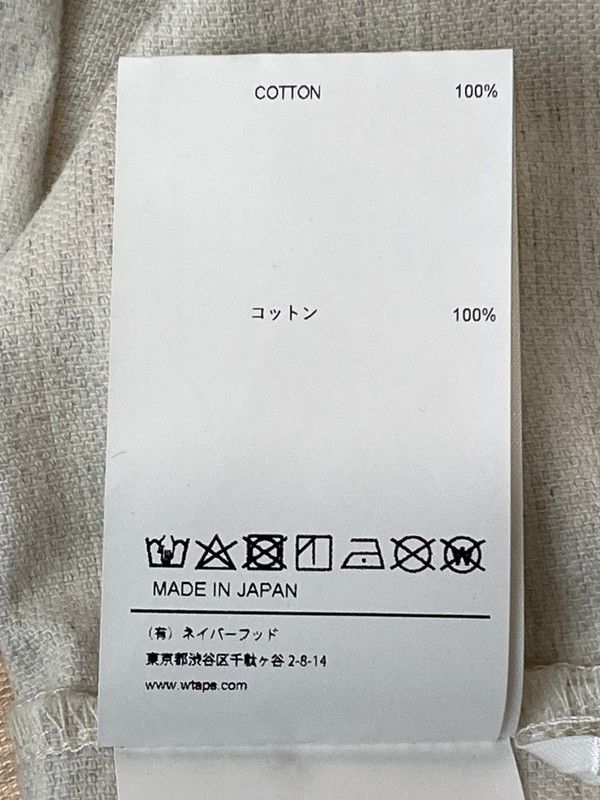 COTTON 100%
コットン 100%
MADE IN JAPAN
(有) ネイバーフッド
東京都渋谷区千駄ヶ谷 2-8-14
www.wtaps.com